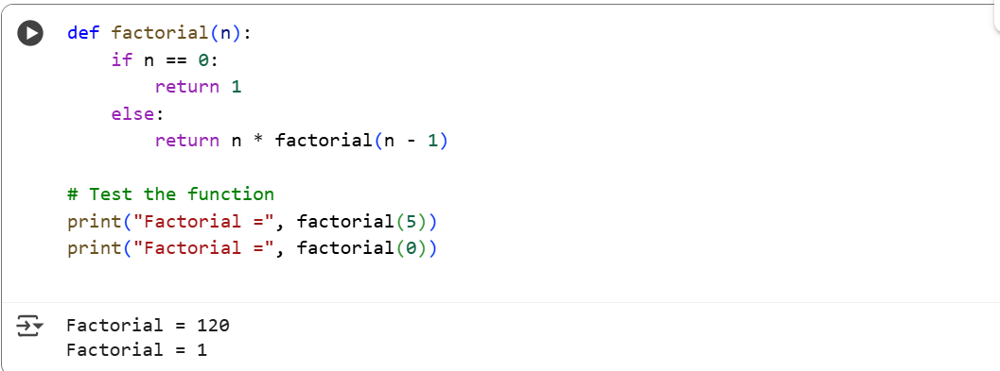 def factorial(n):
    if n == 0:
        return 1
    else:
        return n * factorial(n - 1)
# Test the function
print("Factorial =", factorial(5))
print("Factorial =", factorial(0))
Factorial = 120
Factorial = 1